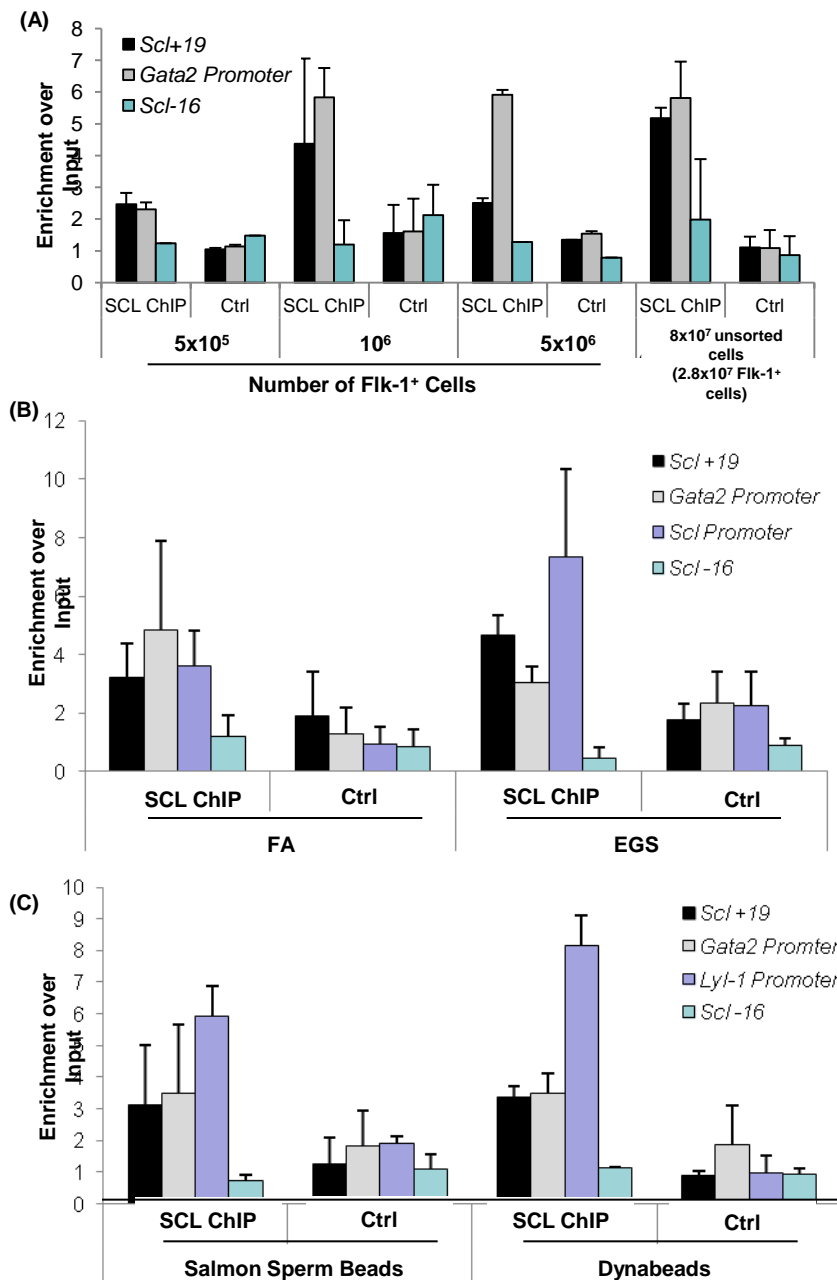 (A)
Scl+19
Gata2 Promoter
Scl-16
Enrichment over
Input
8
7
6
5
4
3
2
1
0
SCL ChIP Ctrl SCL ChIP Ctrl SCL ChIP Ctrl SCL ChIP Ctrl
5x10⁵ 10⁶ 5x10⁶ 8x10⁷ unsorted
cells
(2.8x10⁷ Flk-1⁺
cells)
Number of Flk-1⁺ Cells
(B)
Scl +19
Gata2 Promoter
Scl Promoter
Scl -16
Enrichment over
Input
12
10
8
6
4
2
0
SCL ChIP Ctrl SCL ChIP Ctrl
FA EGS
(C)
Scl +19
Gata2 Promter
Lyl-1 Promoter
Scl -16
Enrichment over
Input
10
9
8
7
6
5
4
3
2
1
0
SCL ChIP Ctrl SCL ChIP Ctrl
Salmon Sperm Beads Dynabeads